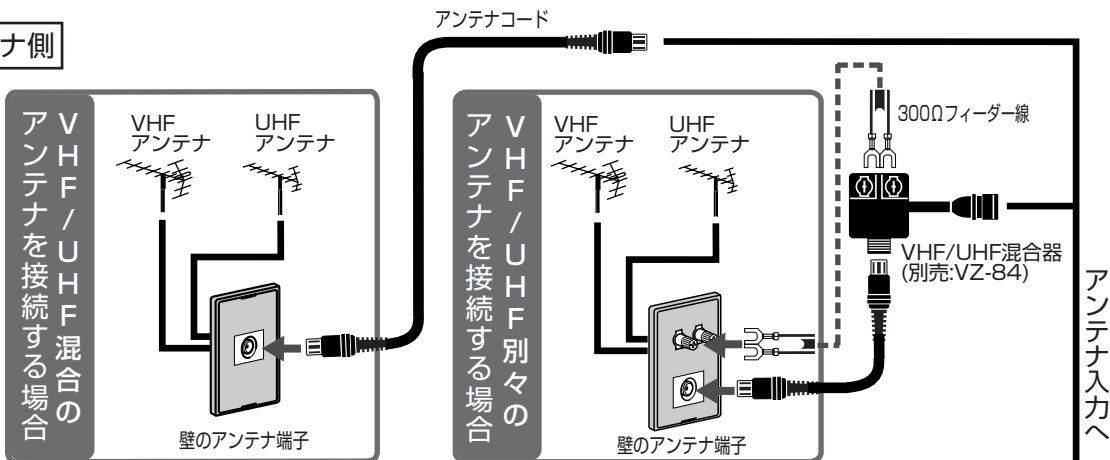 ナ側
アンテナコード
VHF/UHF混合の
アンテナを接続する場合
VHF
アンテナ
UHF
アンテナ
壁のアンテナ端子
VHF/UHF別々の
アンテナを接続する場合
VHF
アンテナ
UHF
アンテナ
壁のアンテナ端子
300Ωフィーダー線
VHF/UHF混合器
(別売:VZ-84)
アンテナ入力へ